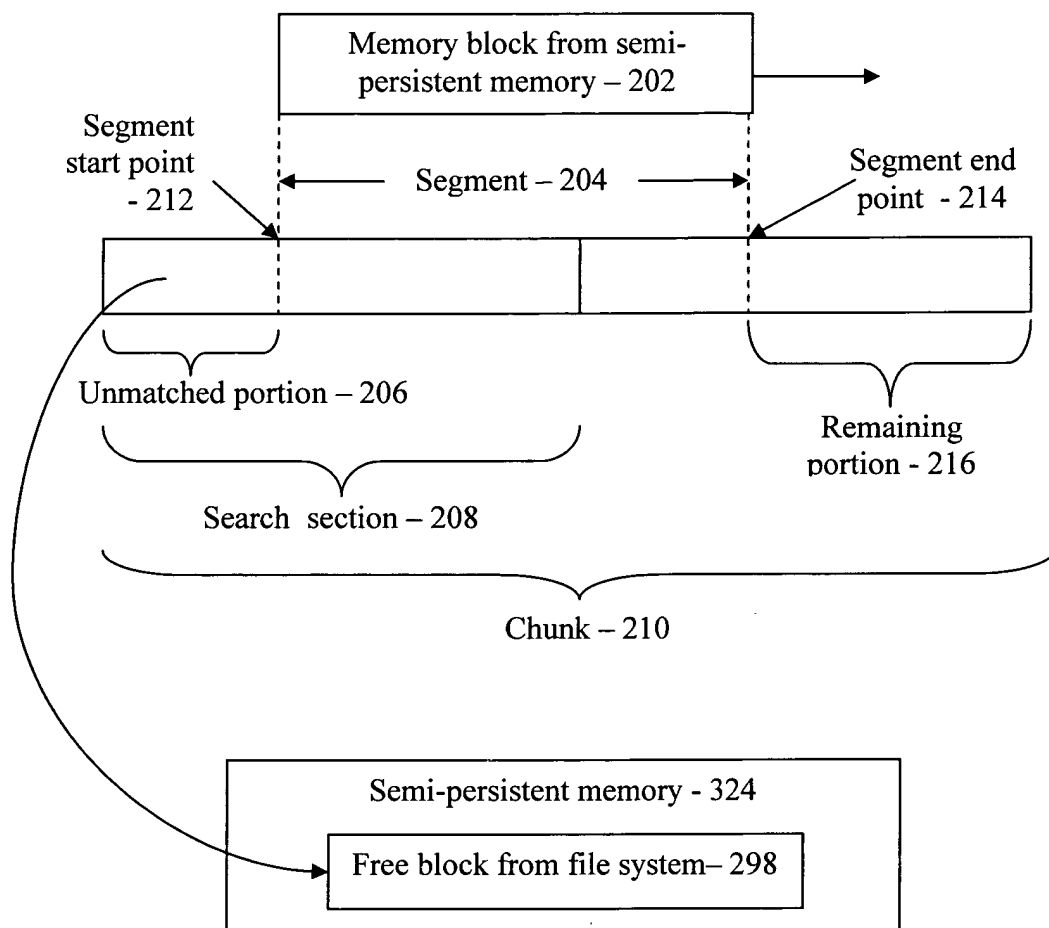 Memory block from semi-
persistent memory – 202
Segment
start point
- 212
Segment – 204
Segment end
point - 214
Unmatched portion – 206
Remaining
portion - 216
Search section – 208
Chunk – 210
Semi-persistent memory - 324
Free block from file system– 298